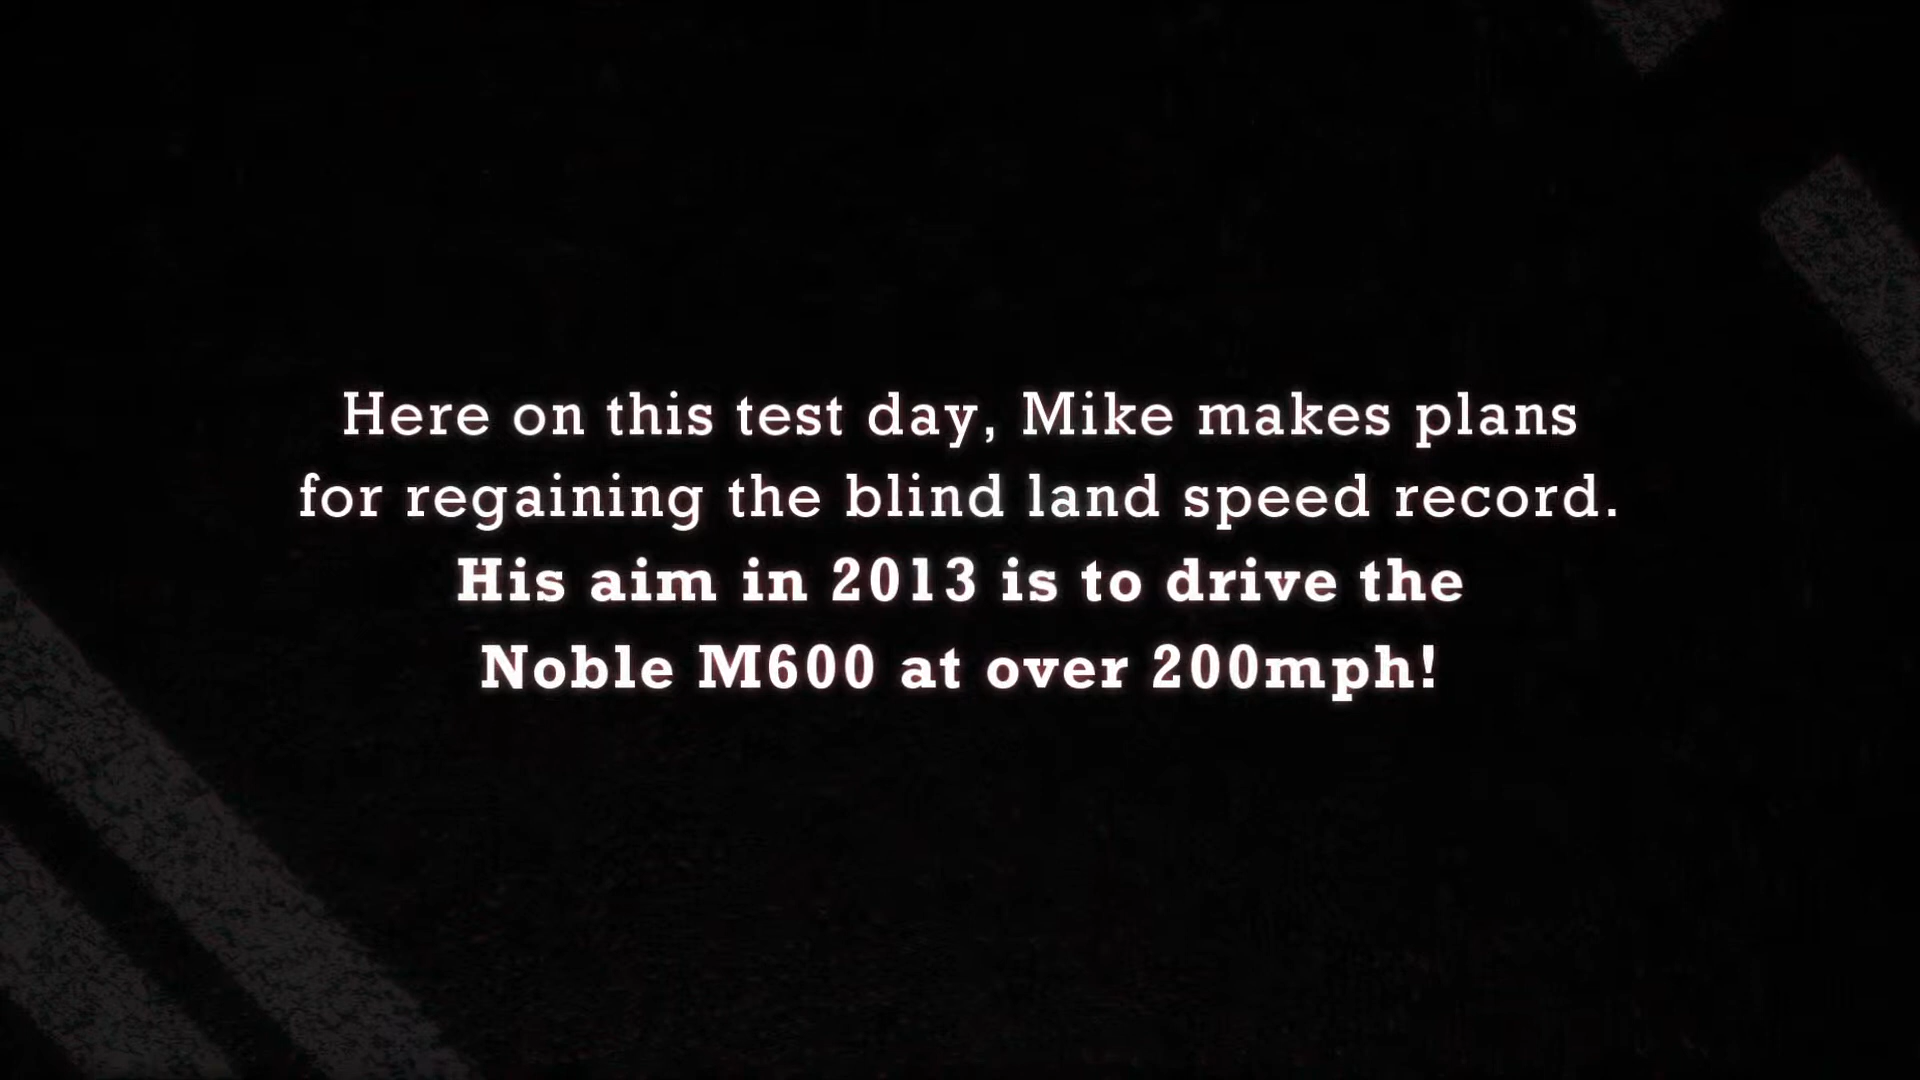 Here on this test day, Mike makes plans
for regaining the blind land speed record.
His aim in 2013 is to drive the
Noble M600 at over 200mph!